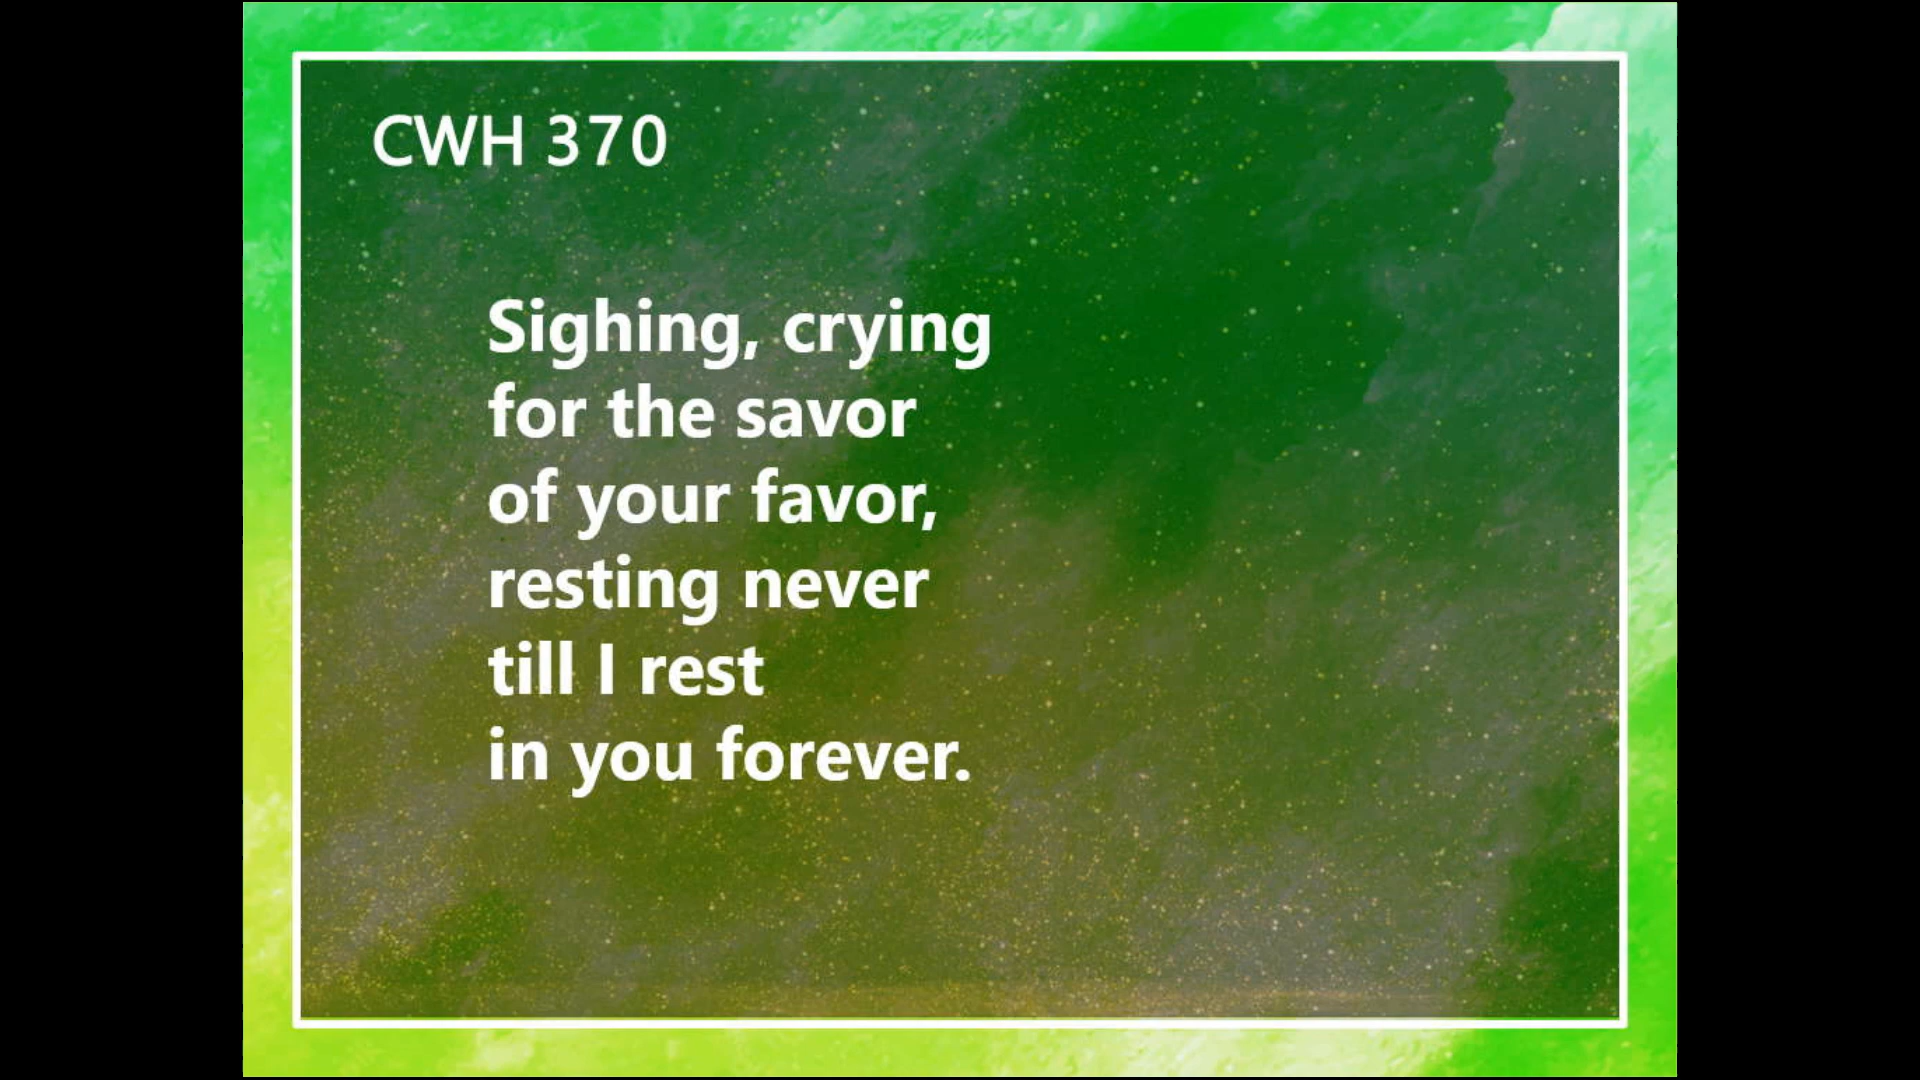 CWH 370
Sighing, crying
for the savor
of your favor,
resting never
till I rest
in you forever.